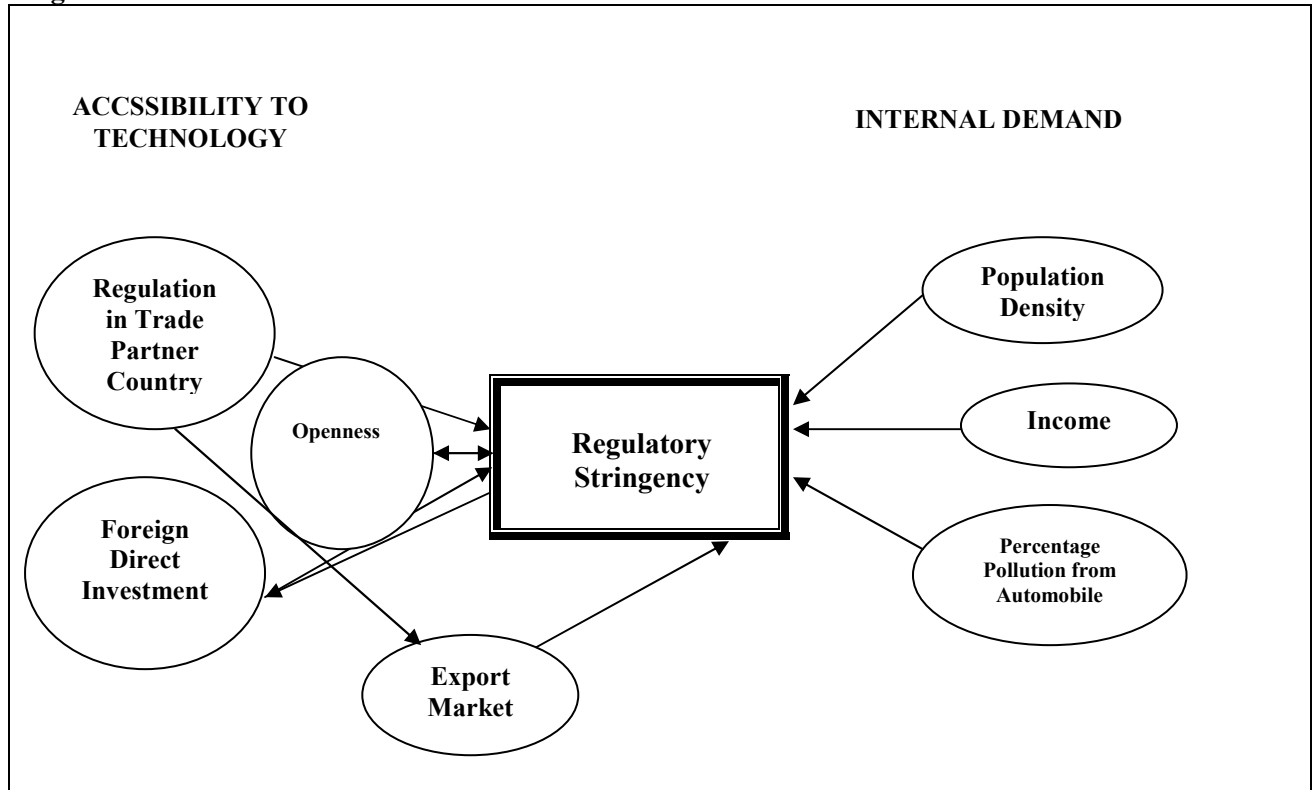 ACCSSIBILITY TO
TECHNOLOGY
INTERNAL DEMAND
Regulation
in Trade
Partner
Country
Openness
Foreign
Direct
Investment
Export
Market
Regulatory
Stringency
Population
Density
Income
Percentage
Pollution from
Automobile